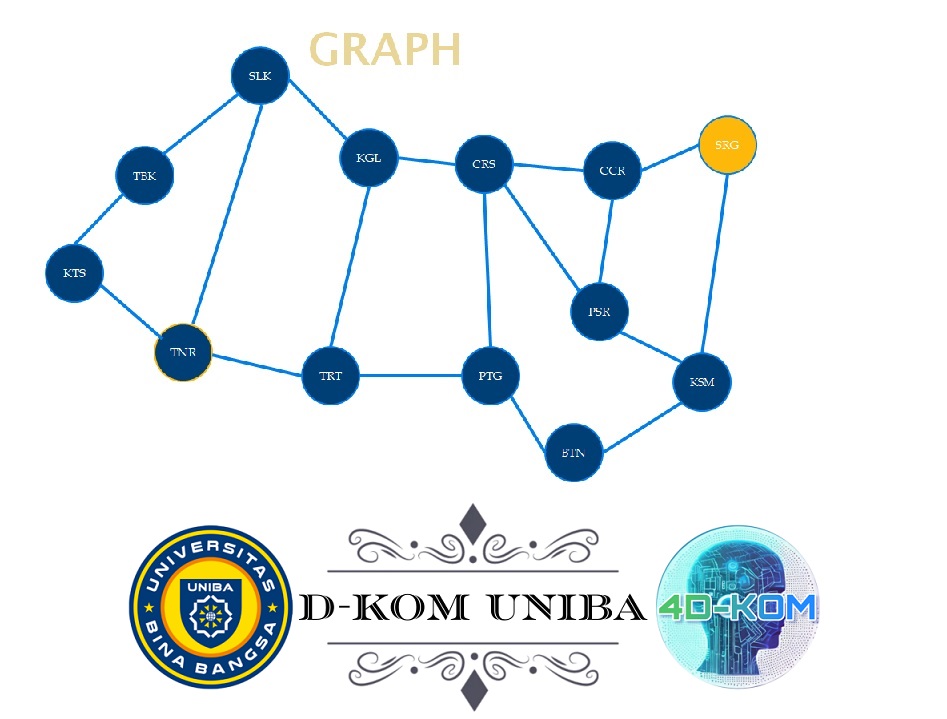 GRAPH
SLK
SRG
KGL
CRS
CCR
TBK
KTS
PSR
TNR
TRT
PTG
KSM
BTN
UNIVERSITAS
UNIBA
BINA BANGSA
D-KOM UNIBA
4D-KOM